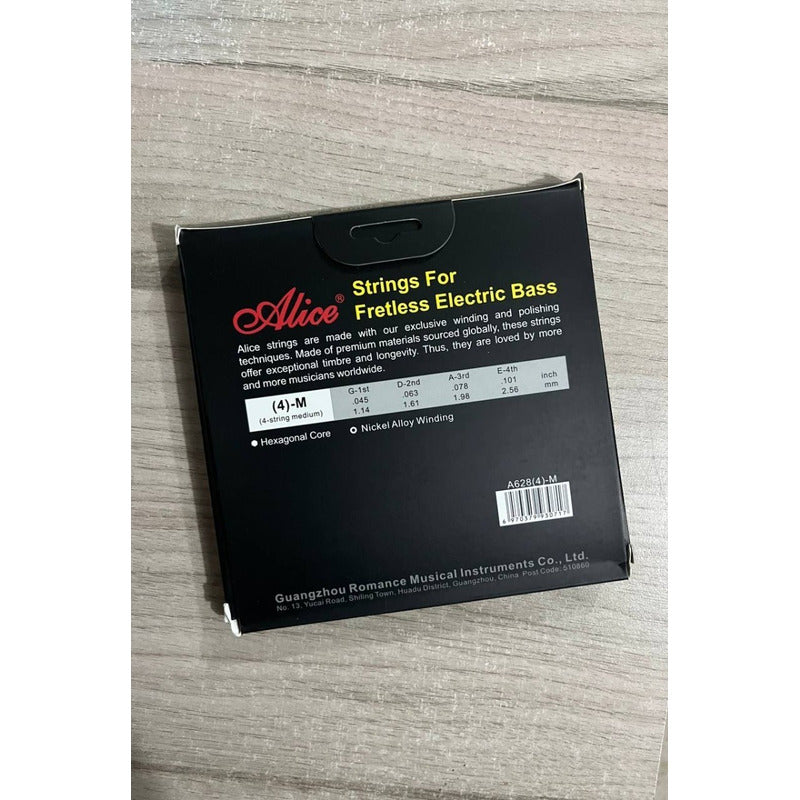 Alice®
Strings For
Fretless Electric Bass
Alice strings are made with our exclusive winding and polishing
techniques. Made of premium materials sourced globally, these strings
offer exceptional timbre and longevity. Thus, they are loved by more
and more musicians worldwide.
(4)-M
(4-string medium)
G-1st D-2nd A-3rd E-4th
.045 .063 .078 .101 inch
1.14 1.61 1.98 2.56 mm
Hexagonal Core Nickel Alloy Winding
A628(4)-M
6 970379 930717
Guangzhou Romance Musical Instruments Co., Ltd.
No. 13, Yucai Road, Shiling Town, Huadu District, Guangzhou, China Post Code: 510860